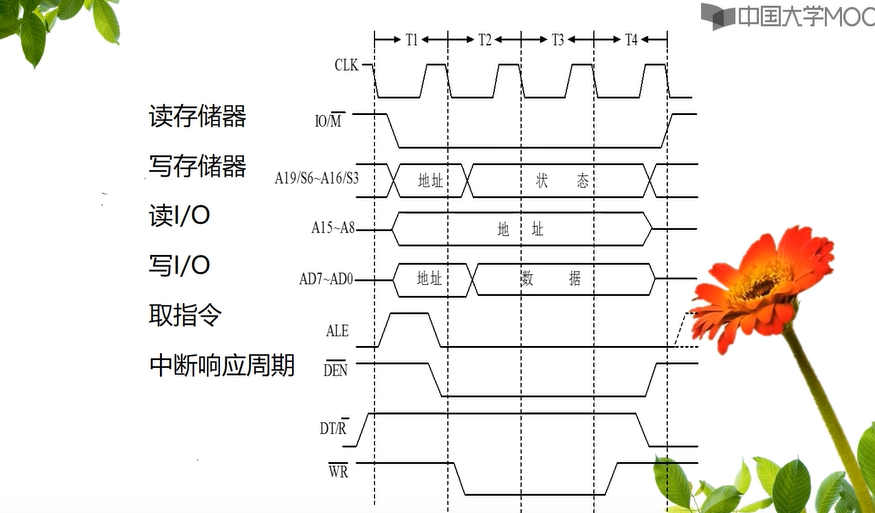 中国大学MOOC
T1 T2 T3 T4
CLK
读存储器
IO/M̅
写存储器
A19/S6~A16/S3 地址 状 态
读I/O
A15~A8 地 址
写I/O
AD7~AD0 地址 数 据
取指令
ALE
中断响应周期
D̅E̅N̅
DT/R̅
W̅R̅